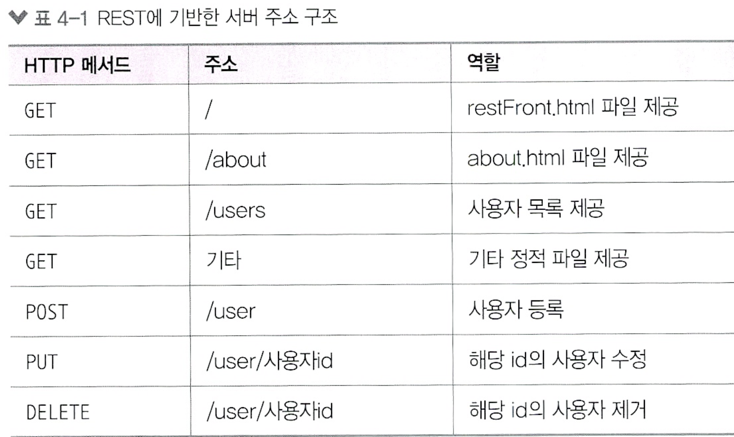 표 4-1 REST에 기반한 서버 주소 구조
HTTP 메서드 주소 역할
GET / restFront.html 파일 제공
GET /about about.html 파일 제공
GET /users 사용자 목록 제공
GET 기타 기타 정적 파일 제공
POST /user 사용자 등록
PUT /user/사용자id 해당 id의 사용자 수정
DELETE /user/사용자id 해당 id의 사용자 제거